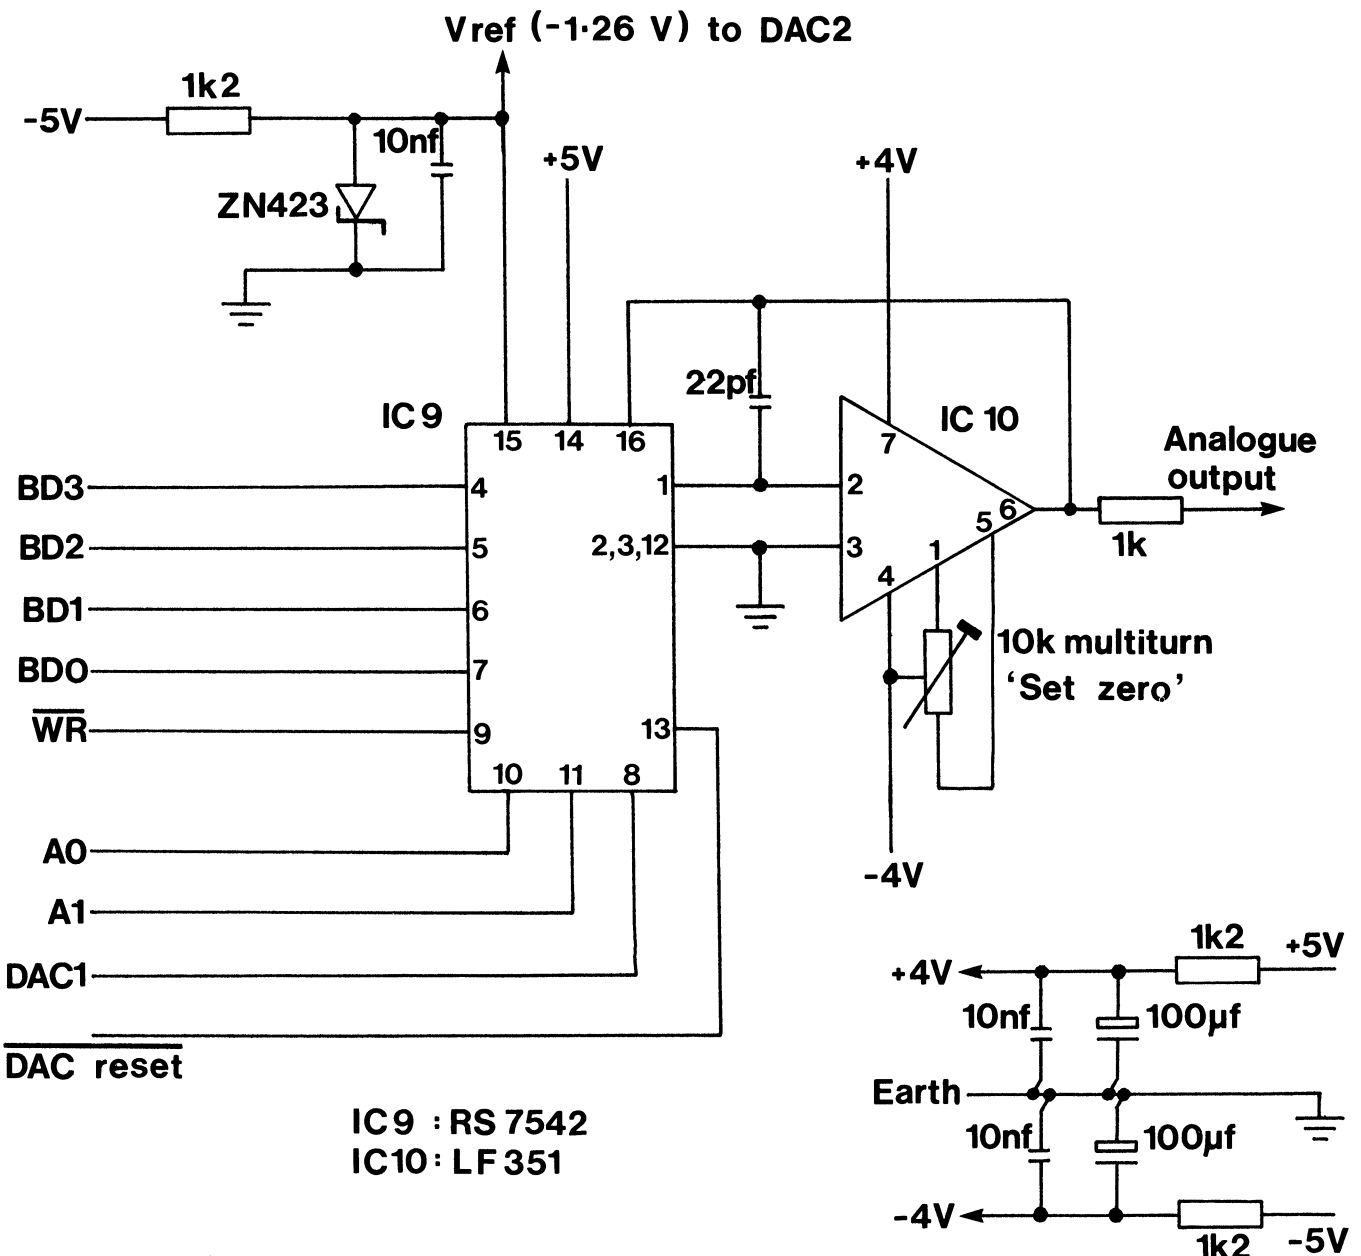 Vref (-1·26 V) to DAC2
1k2
-5V
10nf
+5V
+4V
ZN423
22pf
IC9
IC 10
15 14 16
7
Analogue
output
BD3
4
1
2
6
5
BD2
5
2,3,12
3
1
1k
4
BD1
6
10k multiturn
'Set zero'
BD0
7
WR
9
13
10 11 8
A0
-4V
A1
1k2
+5V
DAC1
+4V
10nf
100µf
DAC reset
Earth
IC9 : RS 7542
10nf
100µf
IC10 : LF 351
-4V
1k2
-5V